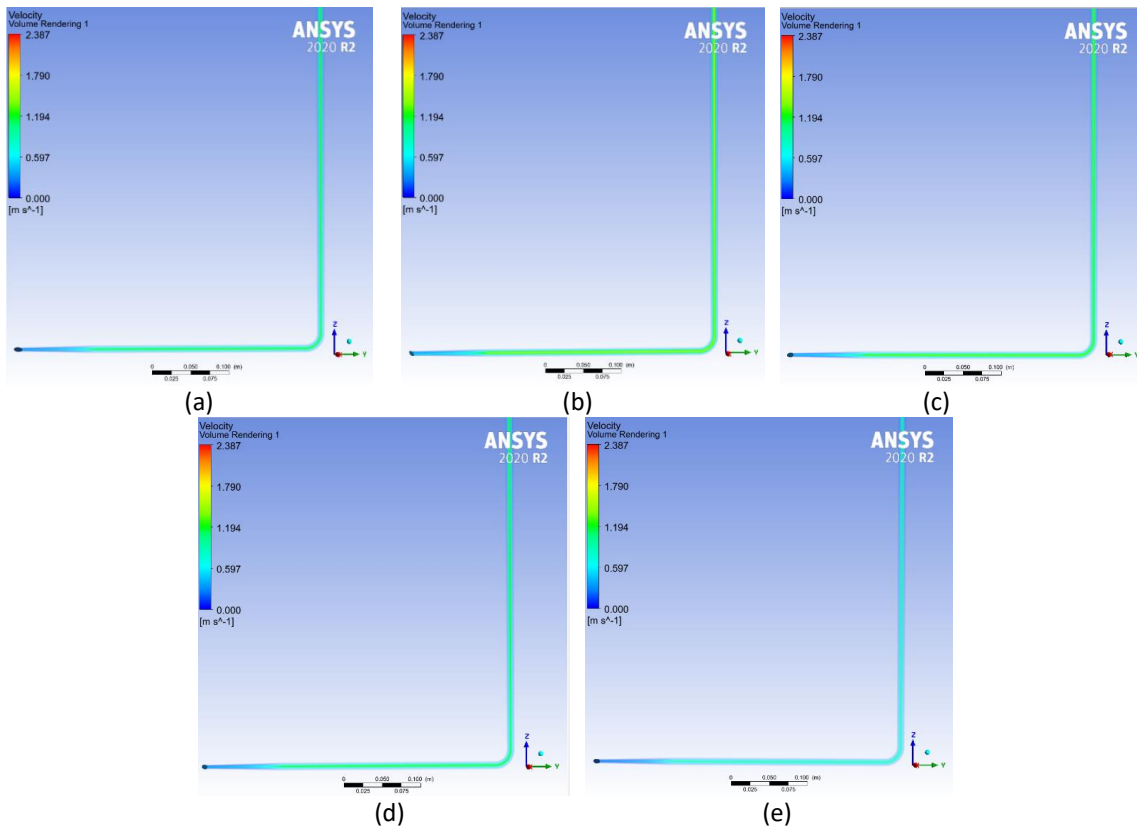 Velocity
Volume Rendering 1
ANSYS
2020 R2
2.387
1.790
1.194
0.597
0.000
[m s^-1]
Z
Y
0 0.050 0.100 (m)
0.025 0.075
(a)
Velocity
Volume Rendering 1
ANSYS
2020 R2
2.387
1.790
1.194
0.597
0.000
[m s^-1]
Z
Y
0 0.050 0.100 (m)
0.025 0.075
(b)
Velocity
Volume Rendering 1
ANSYS
2020 R2
2.387
1.790
1.194
0.597
0.000
[m s^-1]
Z
Y
0 0.050 0.100 (m)
0.025 0.075
(c)
Velocity
Volume Rendering 1
ANSYS
2020 R2
2.387
1.790
1.194
0.597
0.000
[m s^-1]
Z
Y
0 0.050 0.100 (m)
0.025 0.075
(d)
Velocity
Volume Rendering 1
ANSYS
2020 R2
2.387
1.790
1.194
0.597
0.000
[m s^-1]
Z
Y
0 0.050 0.100 (m)
0.025 0.075
(e)